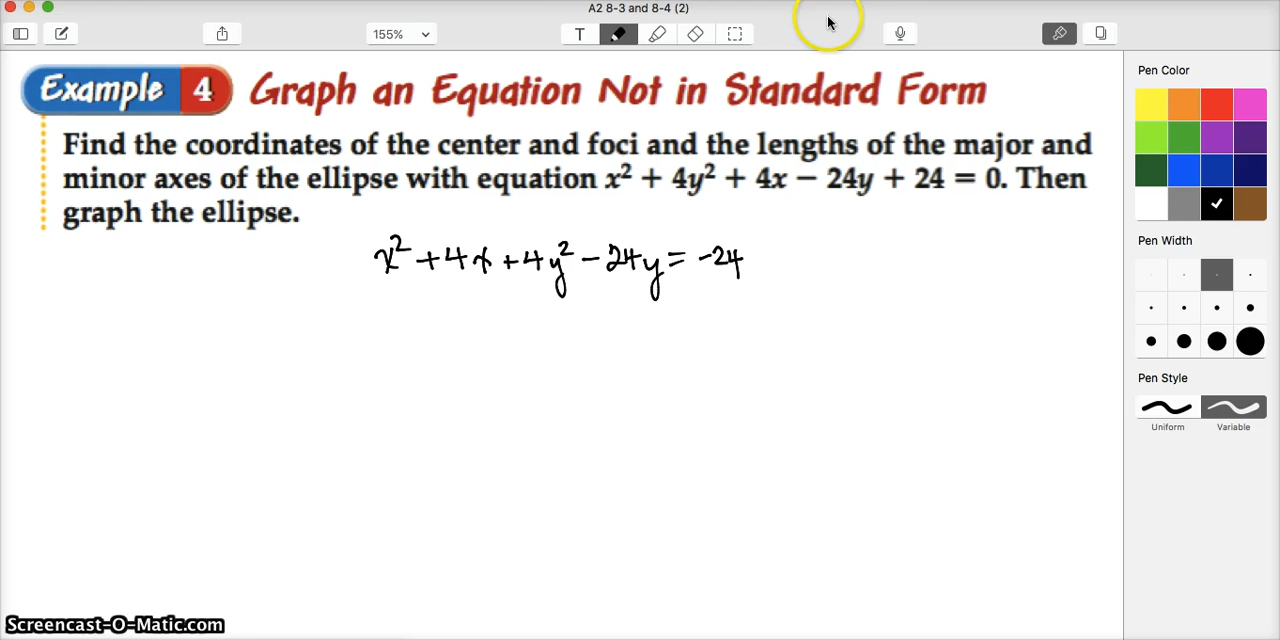 A2 8-3 and 8-4 (2)
155%
T
Example 4 Graph an Equation Not in Standard Form
Find the coordinates of the center and foci and the lengths of the major and
minor axes of the ellipse with equation x² + 4y² + 4x − 24y + 24 = 0. Then
graph the ellipse.
x² + 4x + 4y² − 24y = -24
Pen Color
Pen Width
Pen Style
Uniform Variable
Screencast-O-Matic.com